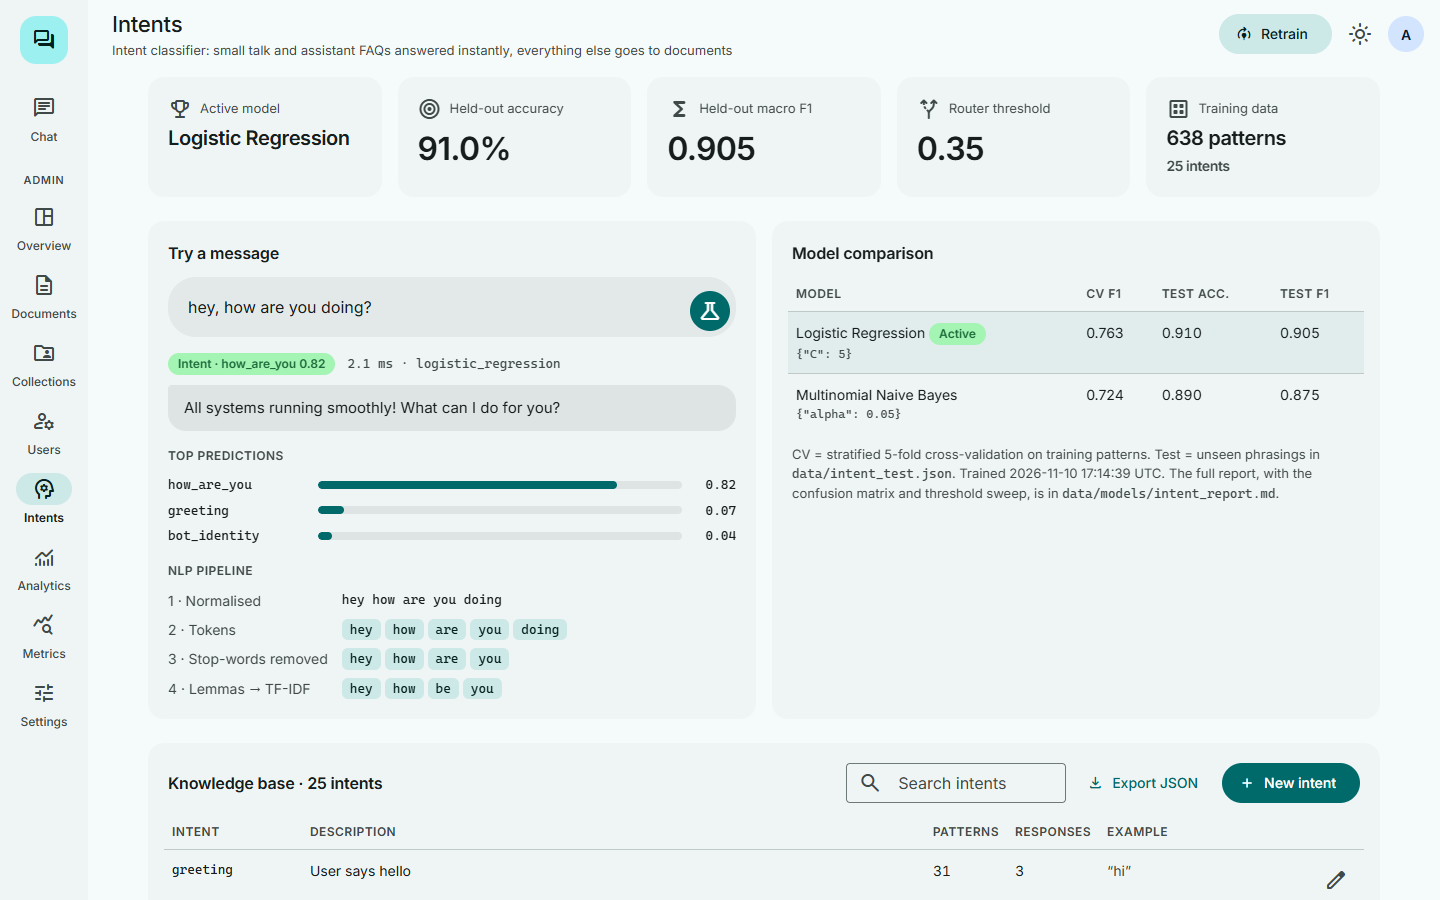 Intents
Intent classifier: small talk and assistant FAQs answered instantly, everything else goes to documents
Retrain
A
Chat
ADMIN
Overview
Documents
Collections
Users
Intents
Analytics
Metrics
Settings
Active model
Logistic Regression
Held-out accuracy
91.0%
Held-out macro F1
0.905
Router threshold
0.35
Training data
638 patterns
25 intents
Try a message
hey, how are you doing?
Intent · how_are_you 0.82 2.1 ms · logistic_regression
All systems running smoothly! What can I do for you?
TOP PREDICTIONS
how_are_you 0.82
greeting 0.07
bot_identity 0.04
NLP PIPELINE
1 · Normalised hey how are you doing
2 · Tokens hey how are you doing
3 · Stop-words removed hey how are you
4 · Lemmas → TF-IDF hey how be you
Model comparison
MODEL CV F1 TEST ACC. TEST F1
Logistic Regression Active 0.763 0.910 0.905
{"C": 5}
Multinomial Naive Bayes 0.724 0.890 0.875
{"alpha": 0.05}
CV = stratified 5-fold cross-validation on training patterns. Test = unseen phrasings in
data/intent_test.json. Trained 2026-11-10 17:14:39 UTC. The full report, with the
confusion matrix and threshold sweep, is in data/models/intent_report.md.
Knowledge base · 25 intents
Search intents
Export JSON
+ New intent
INTENT DESCRIPTION PATTERNS RESPONSES EXAMPLE
greeting User says hello 31 3 “hi”